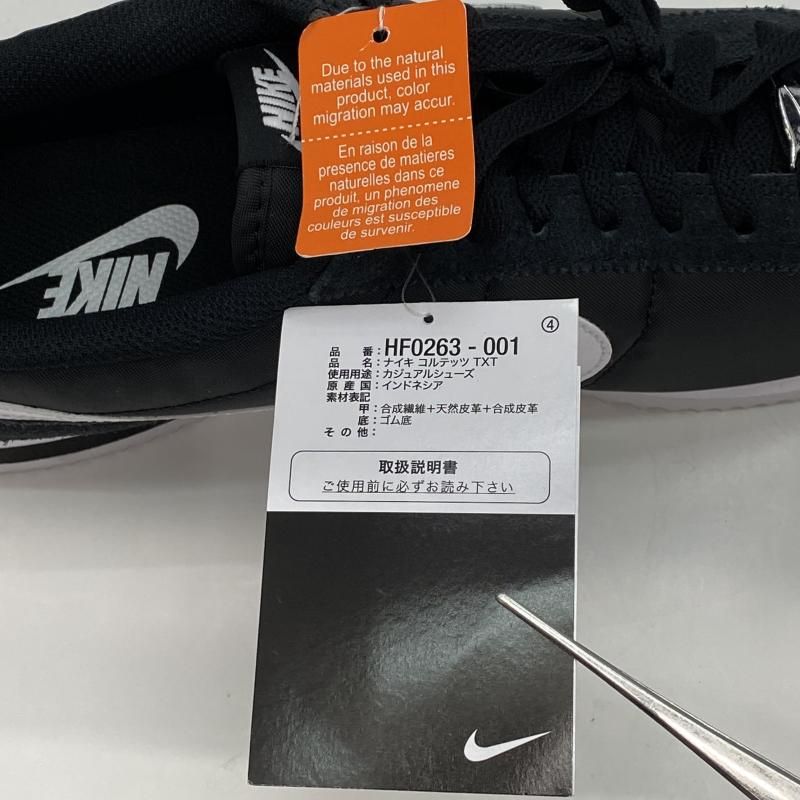 Due to the natural
materials used in this
product, color
migration may accur.
En raison de la
presence de matieres
naturelles dans ce
produit, un phenomene
de migration des
couleurs est susceptible
de survenir.
NIKE
NIKE
④
品 番：HF0263 - 001
品 名：ナイキ コルテッツ TXT
使用用途：カジュアルシューズ
原 産 国：インドネシア
素材表記
甲：合成繊維＋天然皮革＋合成皮革
底：ゴム底
そ の 他：
取扱説明書
ご使用前に必ずお読み下さい